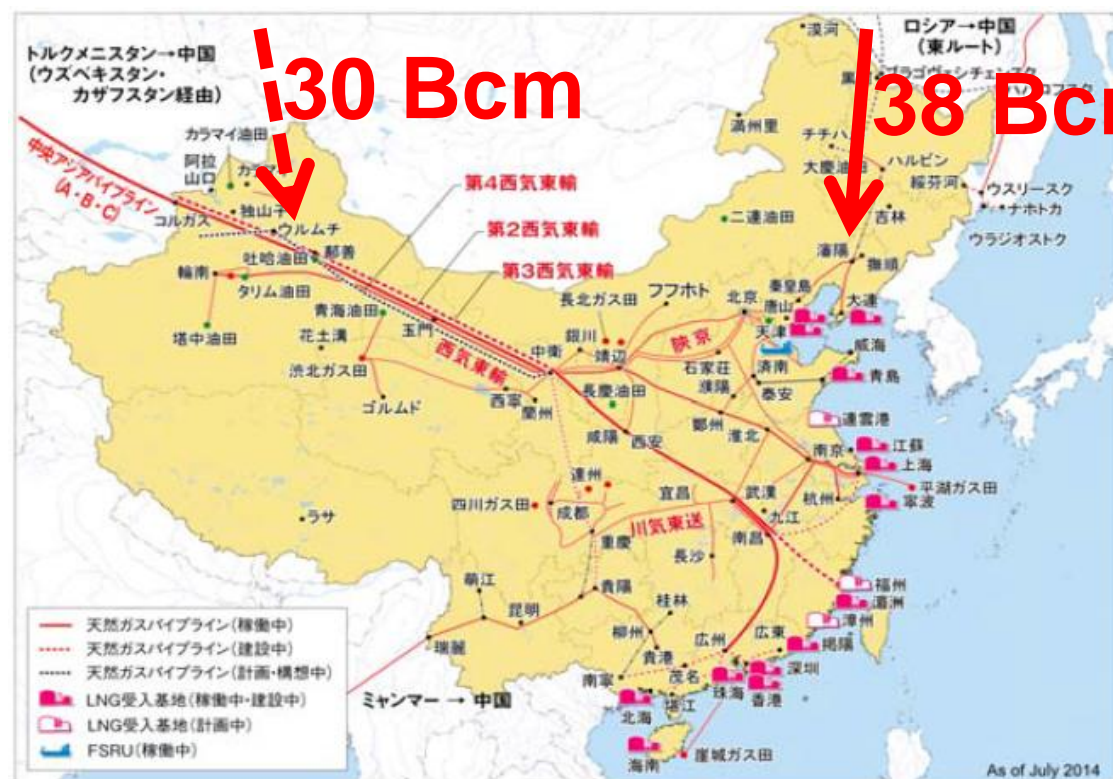 トルクメニスタン→中国
(ウズベキスタン・
カザフスタン経由)
30 Bcm
ロシア→中国
(東ルート)
38 Bcm
漠河
満州里
チチハル
大慶油田
ハルビン
綏芬河
ウスリースク
ナホトカ
ウラジオストク
吉林
瀋陽
撫順
二連油田
カラマイ油田
阿拉
山口
独山子
コルガス
ウルムチ
中央アジアパイプライン
(A・B・C)
鄯善
吐哈油田
輪南
タリム油田
塔中油田
青海油田
花土溝
渋北ガス田
ゴルムド
玉門
第4西気東輸
第2西気東輸
第3西気東輸
西気東輸
西寧
蘭州
中衛
銀川
長北ガス田
フフホト
靖辺
陝京
長慶油田
北京
唐山
秦皇島
大連
天津
石家荘
濮陽
済南
泰安
威海
青島
鄭州
咸陽
西安
淮北
連雲港
南京
江蘇
上海
平湖ガス田
杭州
寧波
達州
四川ガス田
成都
重慶
宜昌
武漢
九江
川気東送
南昌
長沙
ラサ
福州
湄洲
漳州
掲陽
広東
広州
深圳
香港
珠海
茂名
湛江
北海
南寧
貴港
柳州
桂林
貴陽
昆明
瑞麗
海南
崖城ガス田
ミャンマー → 中国
天然ガスパイプライン(稼働中)
天然ガスパイプライン(建設中)
天然ガスパイプライン(計画・構想中)
LNG受入基地(稼働中・建設中)
LNG受入基地(計画中)
FSRU(稼働中)
As of July 2014